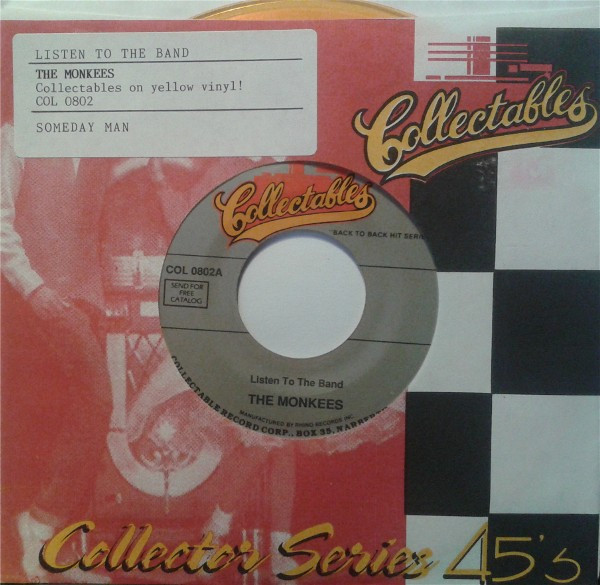 LISTEN TO THE BAND
THE MONKEES
Collectables on yellow vinyl!
COL 0802
SOMEDAY MAN
Collectables
Collectables
"BACK TO BACK HIT SERI
COL 0802A
SEND FOR
FREE
CATALOG
Listen To The Band
THE MONKEES
MANUFACTURED BY RHINO RECORDS INC.
COLLECTABLE RECORD CORP., BOX 35, NARBER
Collector Series 45's